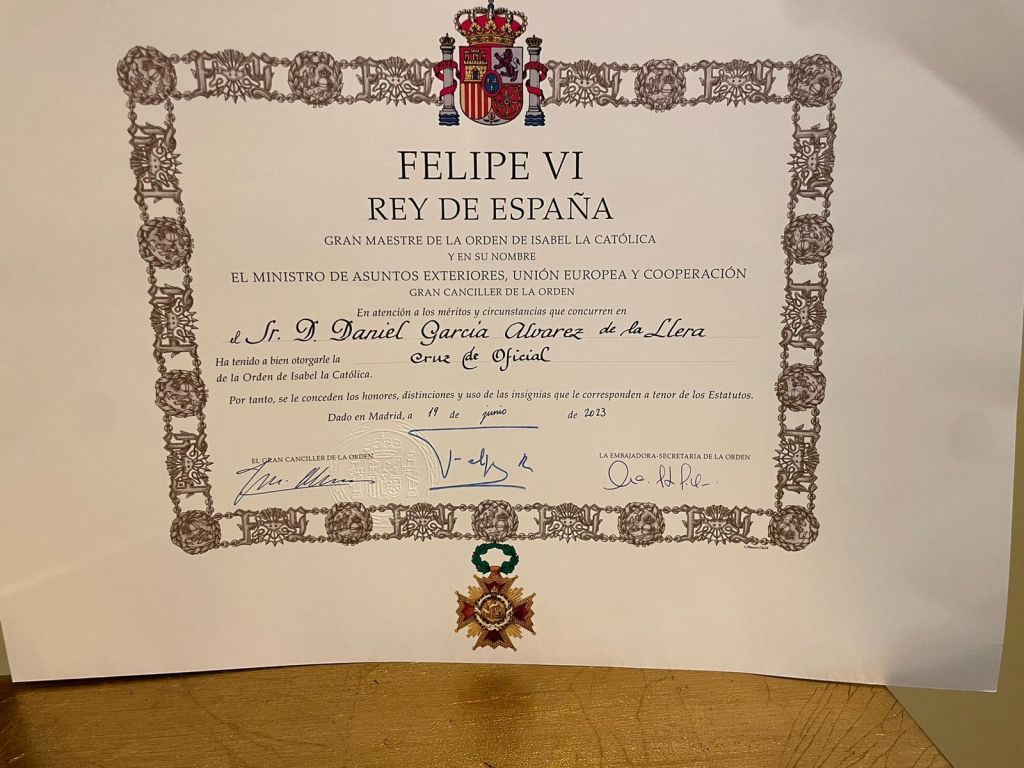 FELIPE VI
REY DE ESPAÑA
GRAN MAESTRE DE LA ORDEN DE ISABEL LA CATÓLICA
Y EN SU NOMBRE
EL MINISTRO DE ASUNTOS EXTERIORES, UNIÓN EUROPEA Y COOPERACIÓN
GRAN CANCILLER DE LA ORDEN
En atención a los méritos y circunstancias que concurren en
el Sr. D. Daniel García Alvarez de la Llera
Ha tenido a bien otorgarle la Cruz de Oficial
de la Orden de Isabel la Católica.
Por tanto, se le conceden los honores, distinciones y uso de las insignias que le corresponden a tenor de los Estatutos.
Dado en Madrid, a 19 de junio de 2023
EL GRAN CANCILLER DE LA ORDEN
LA EMBAJADORA-SECRETARIA DE LA ORDEN